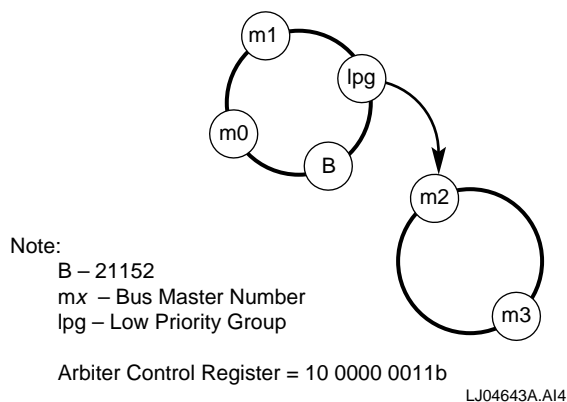 m1
lpg
m0
B
m2
m3
Note:
B – 21152
mx – Bus Master Number
lpg – Low Priority Group
Arbiter Control Register = 10 0000 0011b
LJ04643A.AI4